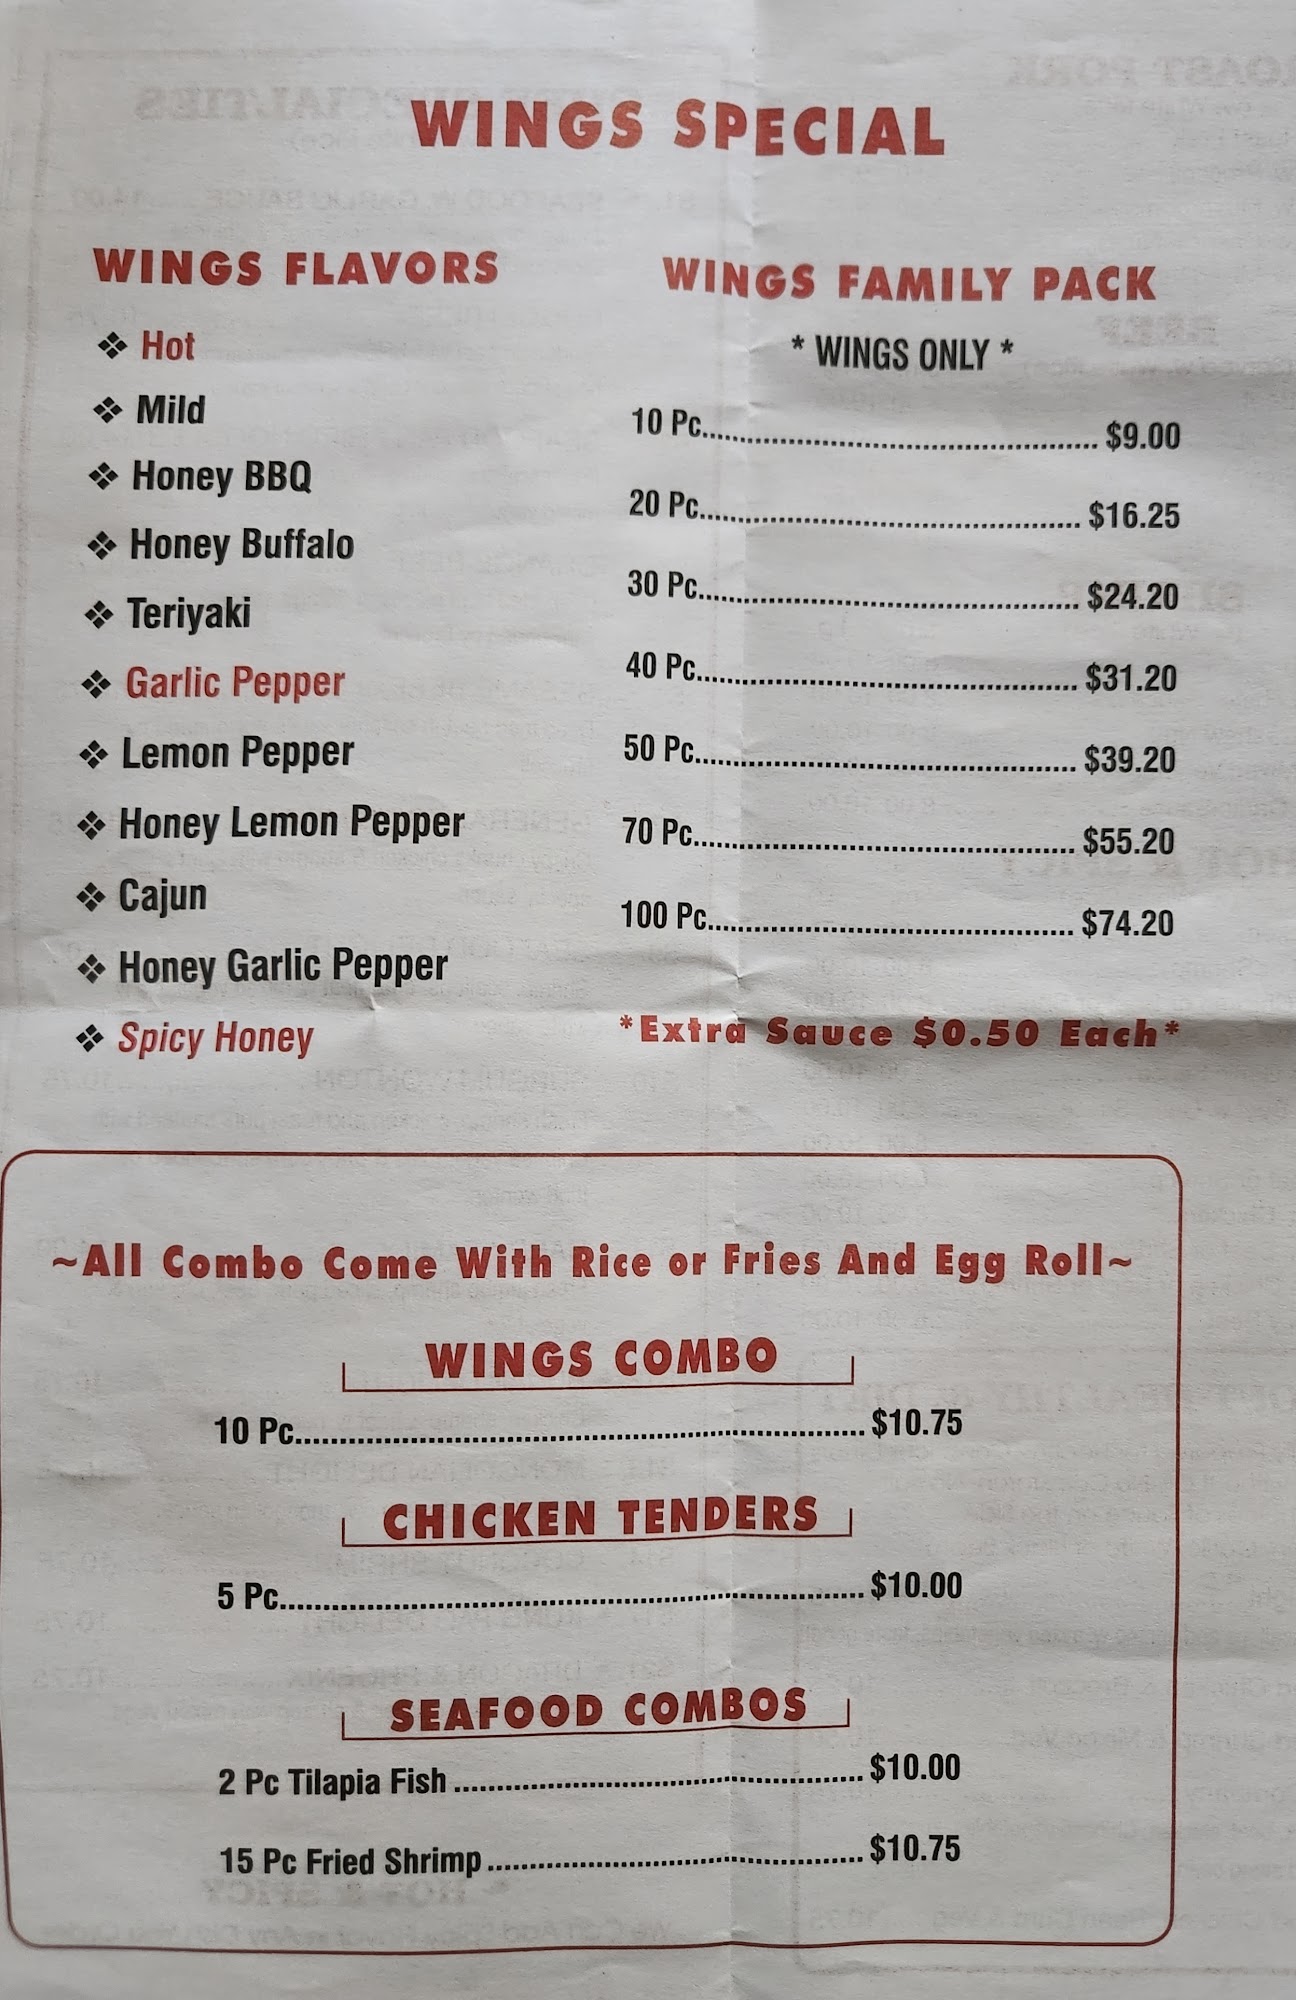 WINGS SPECIAL
WINGS FLAVORS
❖ Hot
❖ Mild
❖ Honey BBQ
❖ Honey Buffalo
❖ Teriyaki
❖ Garlic Pepper
❖ Lemon Pepper
❖ Honey Lemon Pepper
❖ Cajun
❖ Honey Garlic Pepper
❖ Spicy Honey
WINGS FAMILY PACK
* WINGS ONLY *
10 Pc. $9.00
20 Pc. $16.25
30 Pc. $24.20
40 Pc. $31.20
50 Pc. $39.20
70 Pc. $55.20
100 Pc. $74.20
*Extra Sauce $0.50 Each*
~All Combo Come With Rice or Fries And Egg Roll~
WINGS COMBO
10 Pc. $10.75
CHICKEN TENDERS
5 Pc. $10.00
SEAFOOD COMBOS
2 Pc Tilapia Fish $10.00
15 Pc Fried Shrimp $10.75